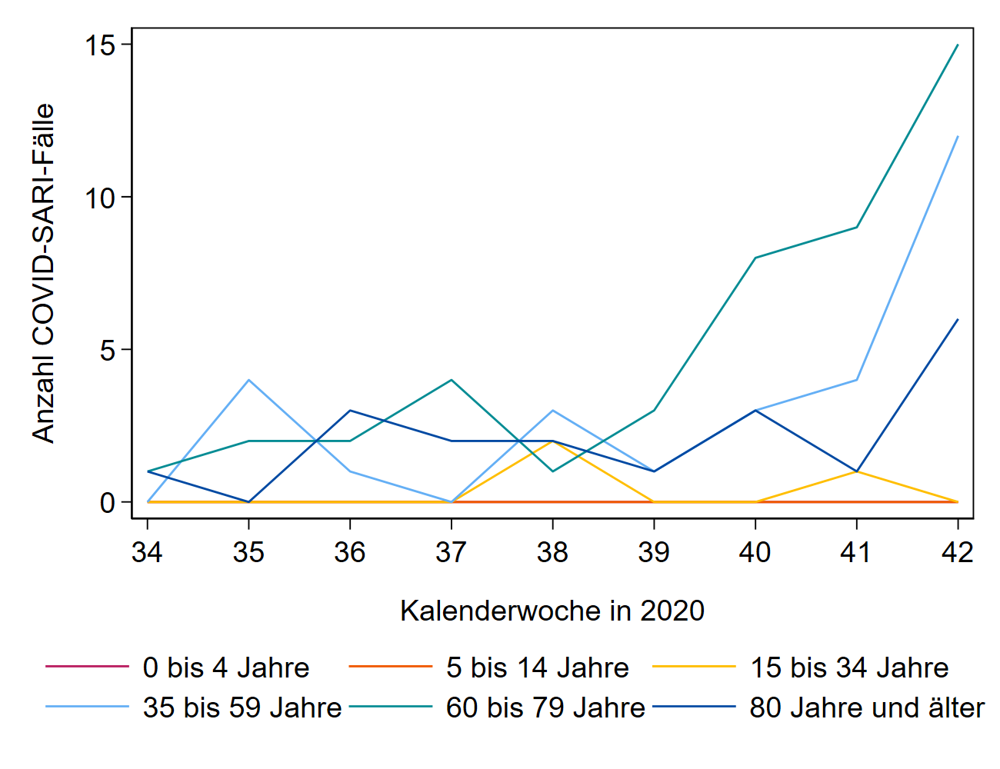 15
10
5
0
Anzahl COVID-SARI-Fälle
34 35 36 37 38 39 40 41 42
Kalenderwoche in 2020
0 bis 4 Jahre 5 bis 14 Jahre 15 bis 34 Jahre
35 bis 59 Jahre 60 bis 79 Jahre 80 Jahre und älter